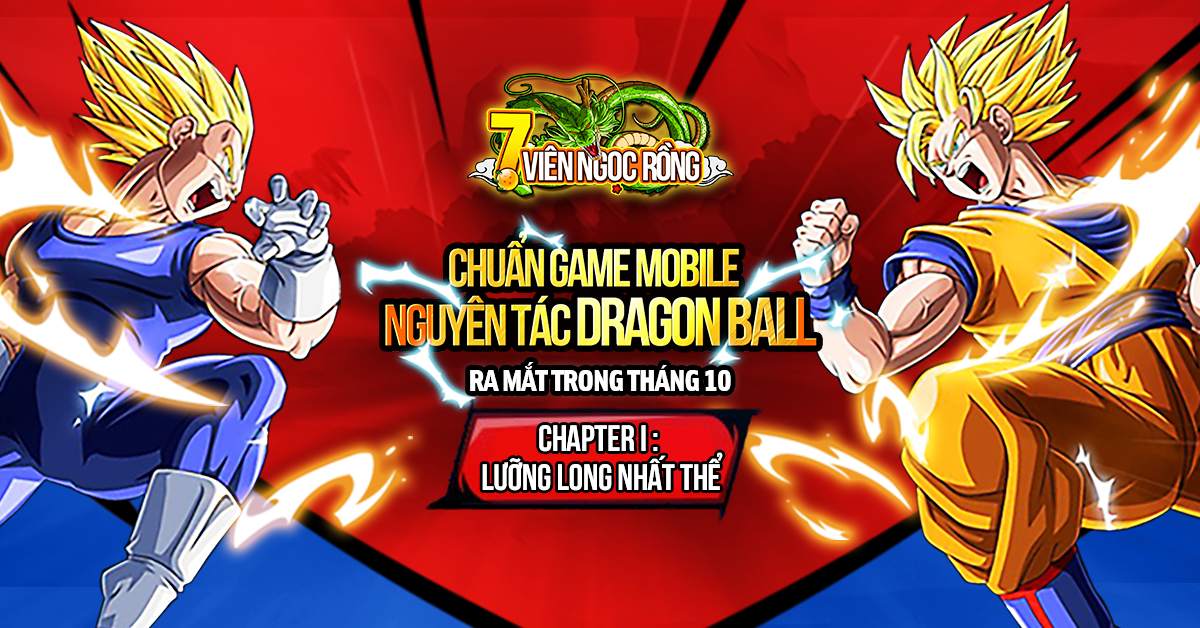 7 VIÊN NGỌC RỒNG
CHUẨN GAME MOBILE
NGUYÊN TÁC DRAGON BALL
RA MẮT TRONG THÁNG 10
CHAPTER I :
LƯỠNG LONG NHẤT THỂ